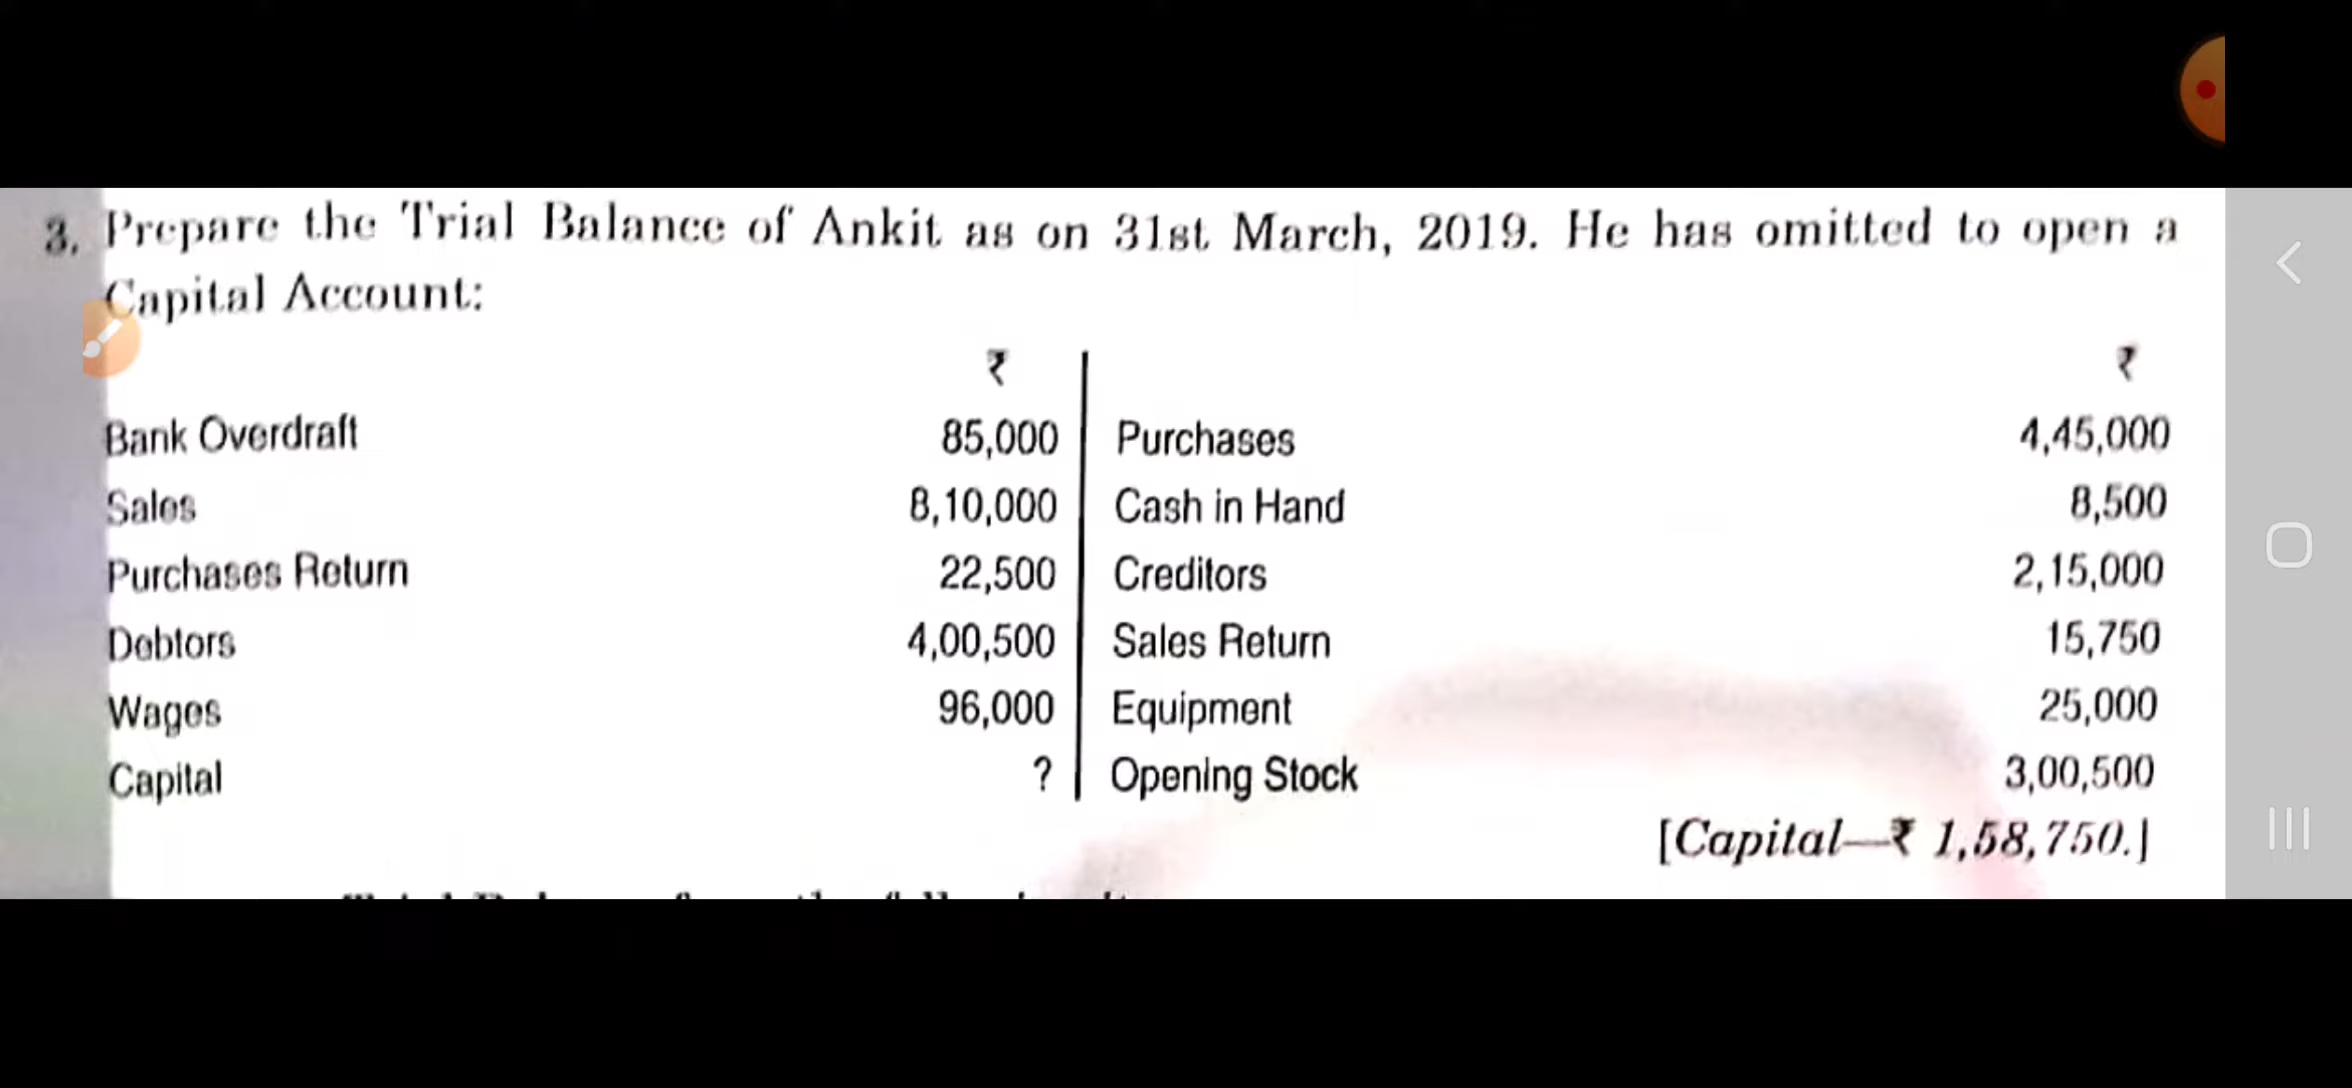 3. Prepare the Trial Balance of Ankit as on 31st March, 2019. He has omitted to open a
Capital Account:
₹ ₹
Bank Overdraft 85,000 Purchases 4,45,000
Sales 8,10,000 Cash in Hand 8,500
Purchases Return 22,500 Creditors 2,15,000
Debtors 4,00,500 Sales Return 15,750
Wages 96,000 Equipment 25,000
Capital ? Opening Stock 3,00,500
[Capital—₹ 1,58,750.]